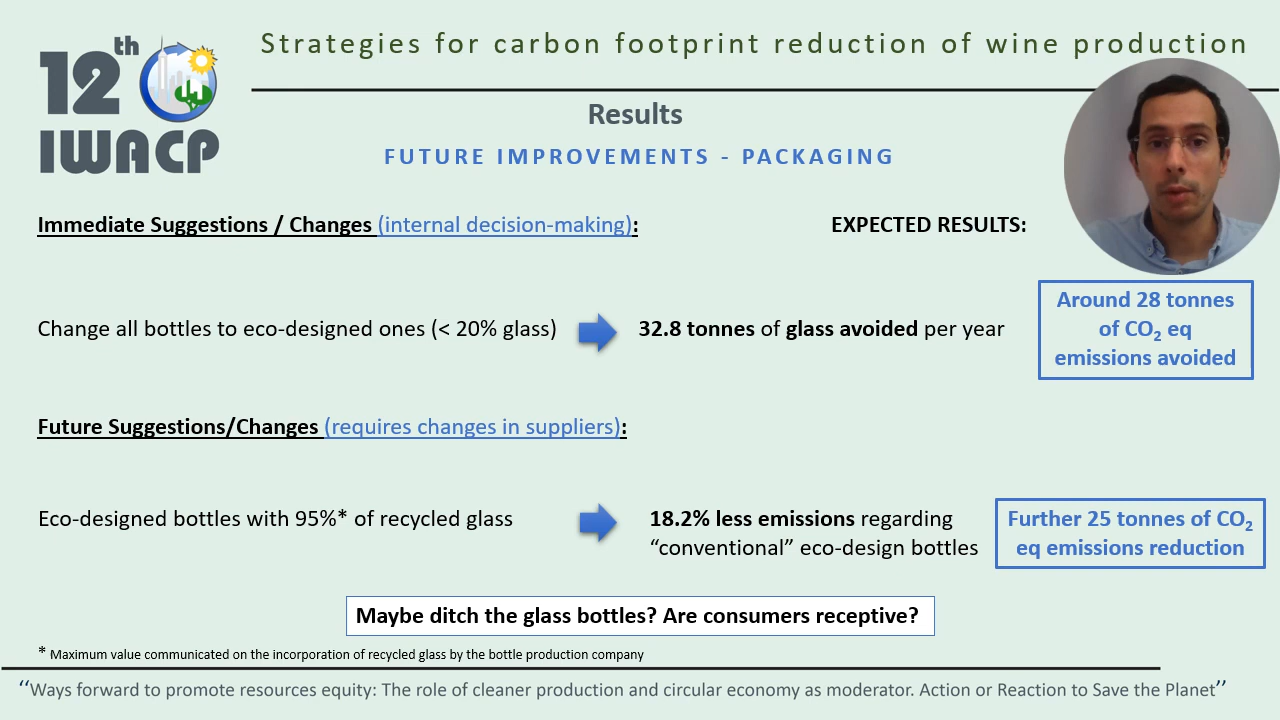 12th
IWACP
Strategies for carbon footprint reduction of wine production
Results
FUTURE IMPROVEMENTS - PACKAGING
Immediate Suggestions / Changes (internal decision-making):
EXPECTED RESULTS:
Change all bottles to eco-designed ones (< 20% glass)
32.8 tonnes of glass avoided per year
Around 28 tonnes
of CO₂ eq
emissions avoided
Future Suggestions/Changes (requires changes in suppliers):
Eco-designed bottles with 95%* of recycled glass
18.2% less emissions regarding
“conventional” eco-design bottles
Further 25 tonnes of CO₂
eq emissions reduction
Maybe ditch the glass bottles? Are consumers receptive?
* Maximum value communicated on the incorporation of recycled glass by the bottle production company
“Ways forward to promote resources equity: The role of cleaner production and circular economy as moderator. Action or Reaction to Save the Planet”